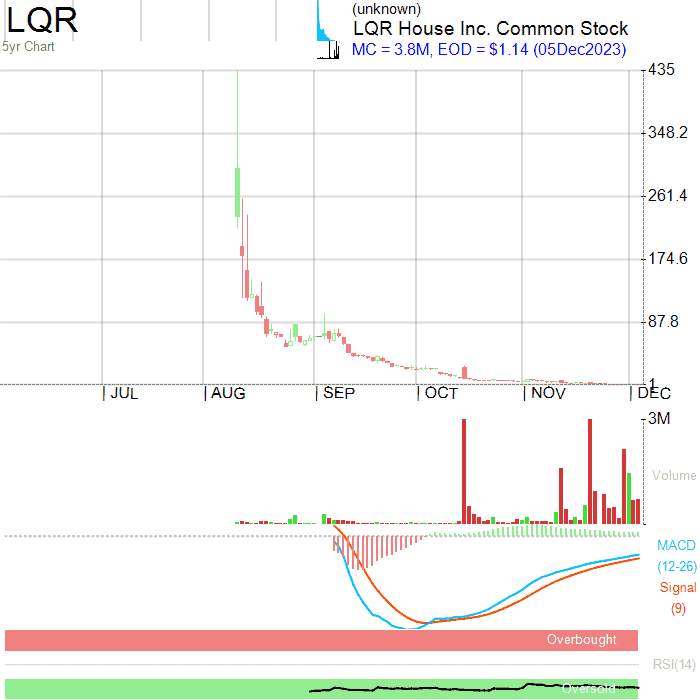 LQR
5yr Chart
(unknown)
LQR House Inc. Common Stock
MC = 3.8M, EOD = $1.14 (05Dec2023)
435
348.2
261.4
174.6
87.8
1
JUL AUG SEP OCT NOV DEC
3M
Volume
MACD
(12-26)
Signal
(9)
Overbought
RSI(14)
Oversold